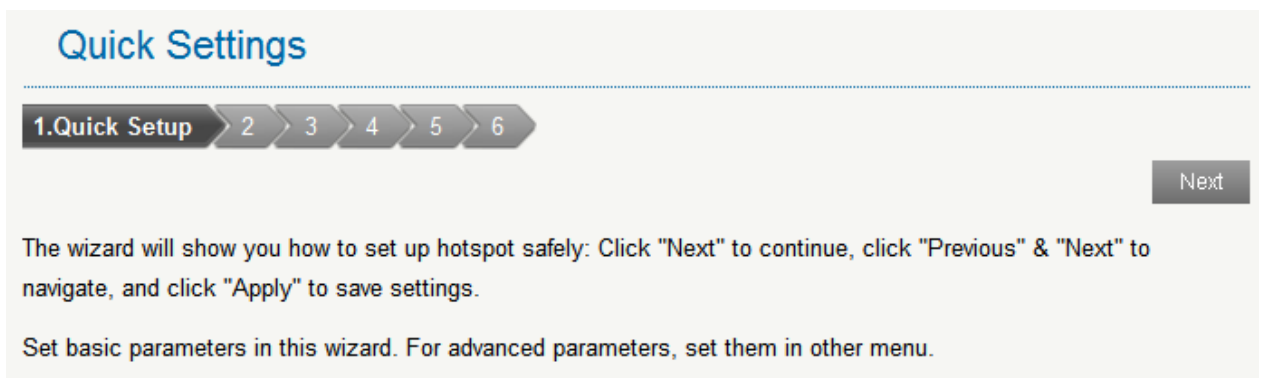 Quick Settings
1.Quick Setup 2 3 4 5 6
Next
The wizard will show you how to set up hotspot safely: Click "Next" to continue, click "Previous" & "Next" to
navigate, and click "Apply" to save settings.
Set basic parameters in this wizard. For advanced parameters, set them in other menu.